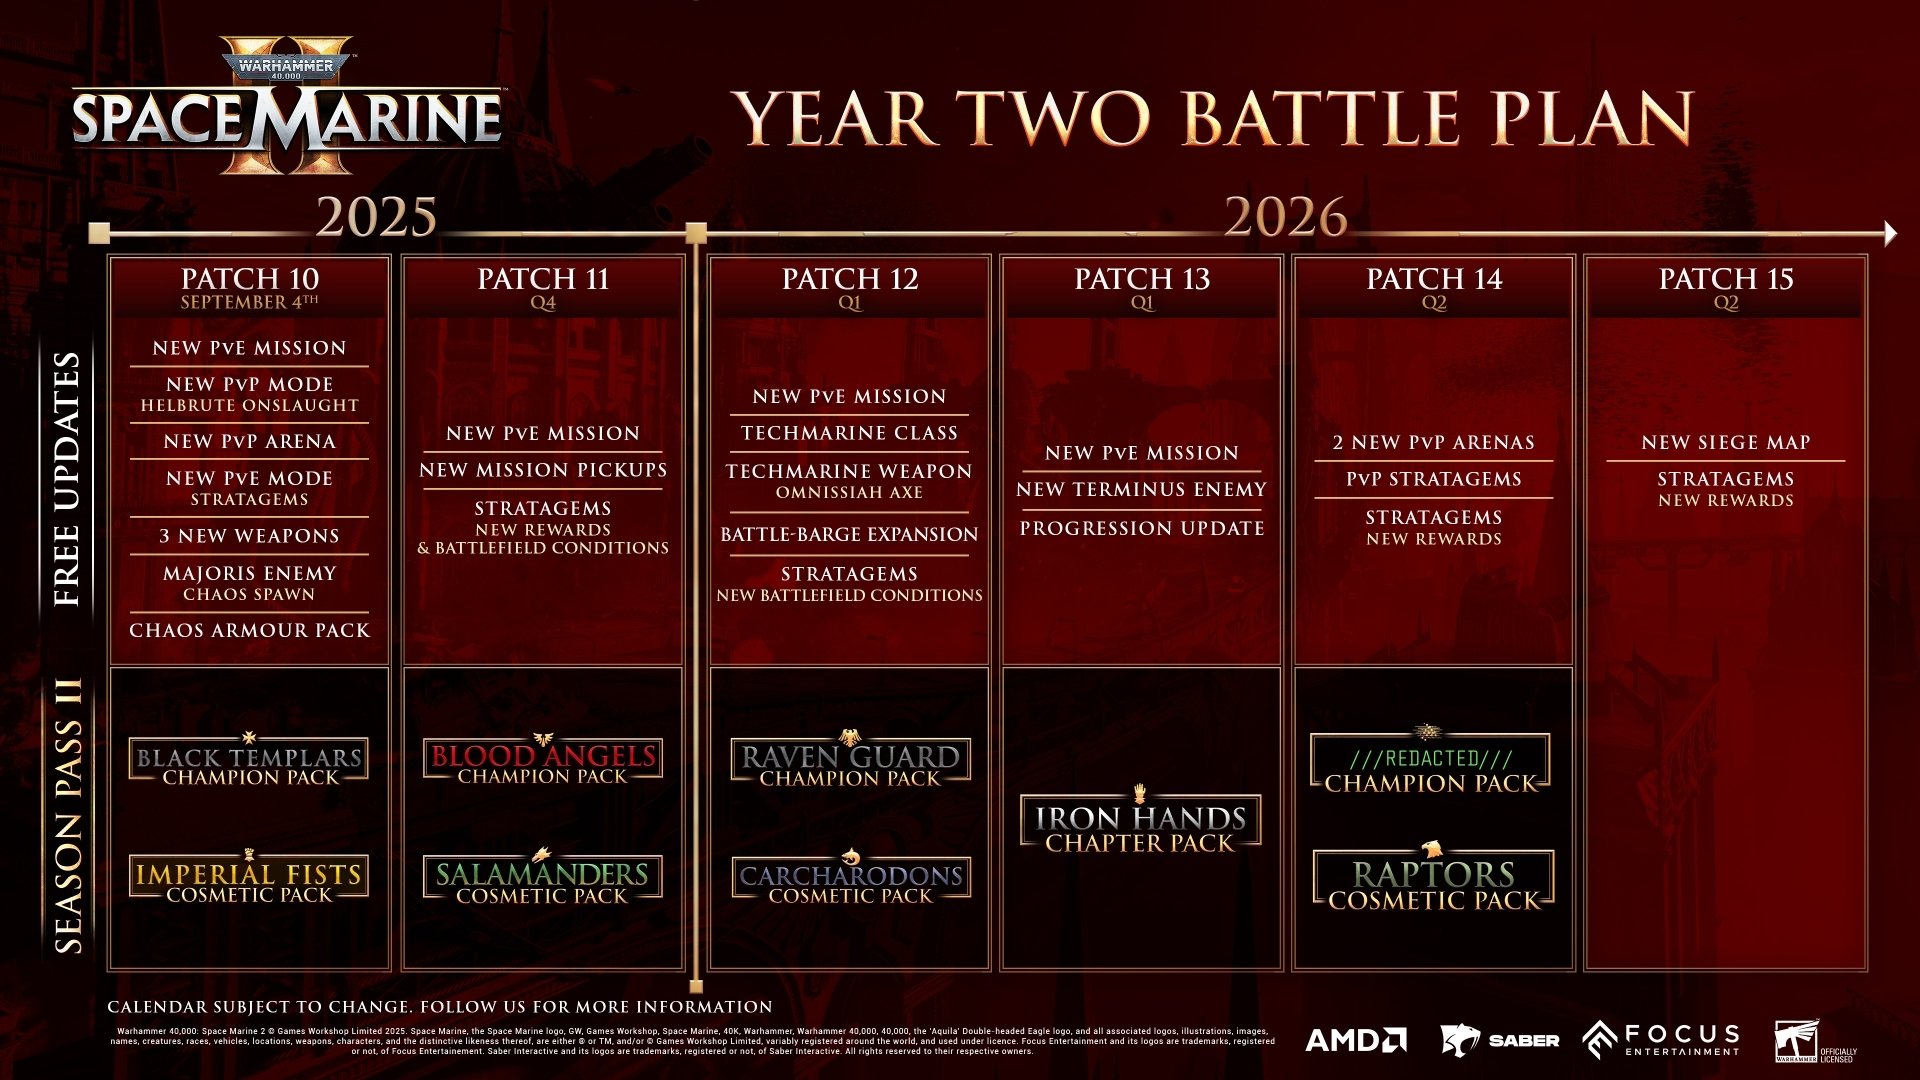 WARHAMMER
40,000
SPACE MARINE
II
YEAR TWO BATTLE PLAN
2025
2026
FREE UPDATES
SEASON PASS II
PATCH 10
SEPTEMBER 4TH
NEW PvE MISSION
NEW PvP MODE
HELBRUTE ONSLAUGHT
NEW PvP ARENA
NEW PvE MODE
STRATAGEMS
3 NEW WEAPONS
MAJORIS ENEMY
CHAOS SPAWN
CHAOS ARMOUR PACK
BLACK TEMPLARS
CHAMPION PACK
IMPERIAL FISTS
COSMETIC PACK
PATCH 11
Q4
NEW PvE MISSION
NEW MISSION PICKUPS
STRATAGEMS
NEW REWARDS
& BATTLEFIELD CONDITIONS
BLOOD ANGELS
CHAMPION PACK
SALAMANDERS
COSMETIC PACK
PATCH 12
Q1
NEW PvE MISSION
TECHMARINE CLASS
TECHMARINE WEAPON
OMNISSIAH AXE
BATTLE-BARGE EXPANSION
STRATAGEMS
NEW BATTLEFIELD CONDITIONS
RAVEN GUARD
CHAMPION PACK
CARCHARODONS
COSMETIC PACK
PATCH 13
Q1
NEW PvE MISSION
NEW TERMINUS ENEMY
PROGRESSION UPDATE
IRON HANDS
CHAPTER PACK
PATCH 14
Q2
2 NEW PvP ARENAS
PvP STRATAGEMS
STRATAGEMS
NEW REWARDS
///REDACTED///
CHAMPION PACK
RAPTORS
COSMETIC PACK
PATCH 15
Q2
NEW SIEGE MAP
STRATAGEMS
NEW REWARDS
CALENDAR SUBJECT TO CHANGE. FOLLOW US FOR MORE INFORMATION
Warhammer 40,000: Space Marine 2 © Games Workshop Limited 2025. Space Marine, the Space Marine logo, GW, Games Workshop, Space Marine, 40K, Warhammer, Warhammer 40,000, 40,000, the 'Aquila' Double-headed Eagle logo, and all associated logos, illustrations, images,
names, creatures, races, vehicles, locations, weapons, characters, and the distinctive likeness thereof, are either ® or TM, and/or © Games Workshop Limited, variably registered around the world, and used under licence. Focus Entertainment and its logos are trademarks, registered
or not, of Focus Entertainment. Saber Interactive and its logos are trademarks, registered or not, of Saber Interactive. All rights reserved to their respective owners.
AMD
SABER
FOCUS
ENTERTAINMENT
WARHAMMER
OFFICIALLY
LICENSED